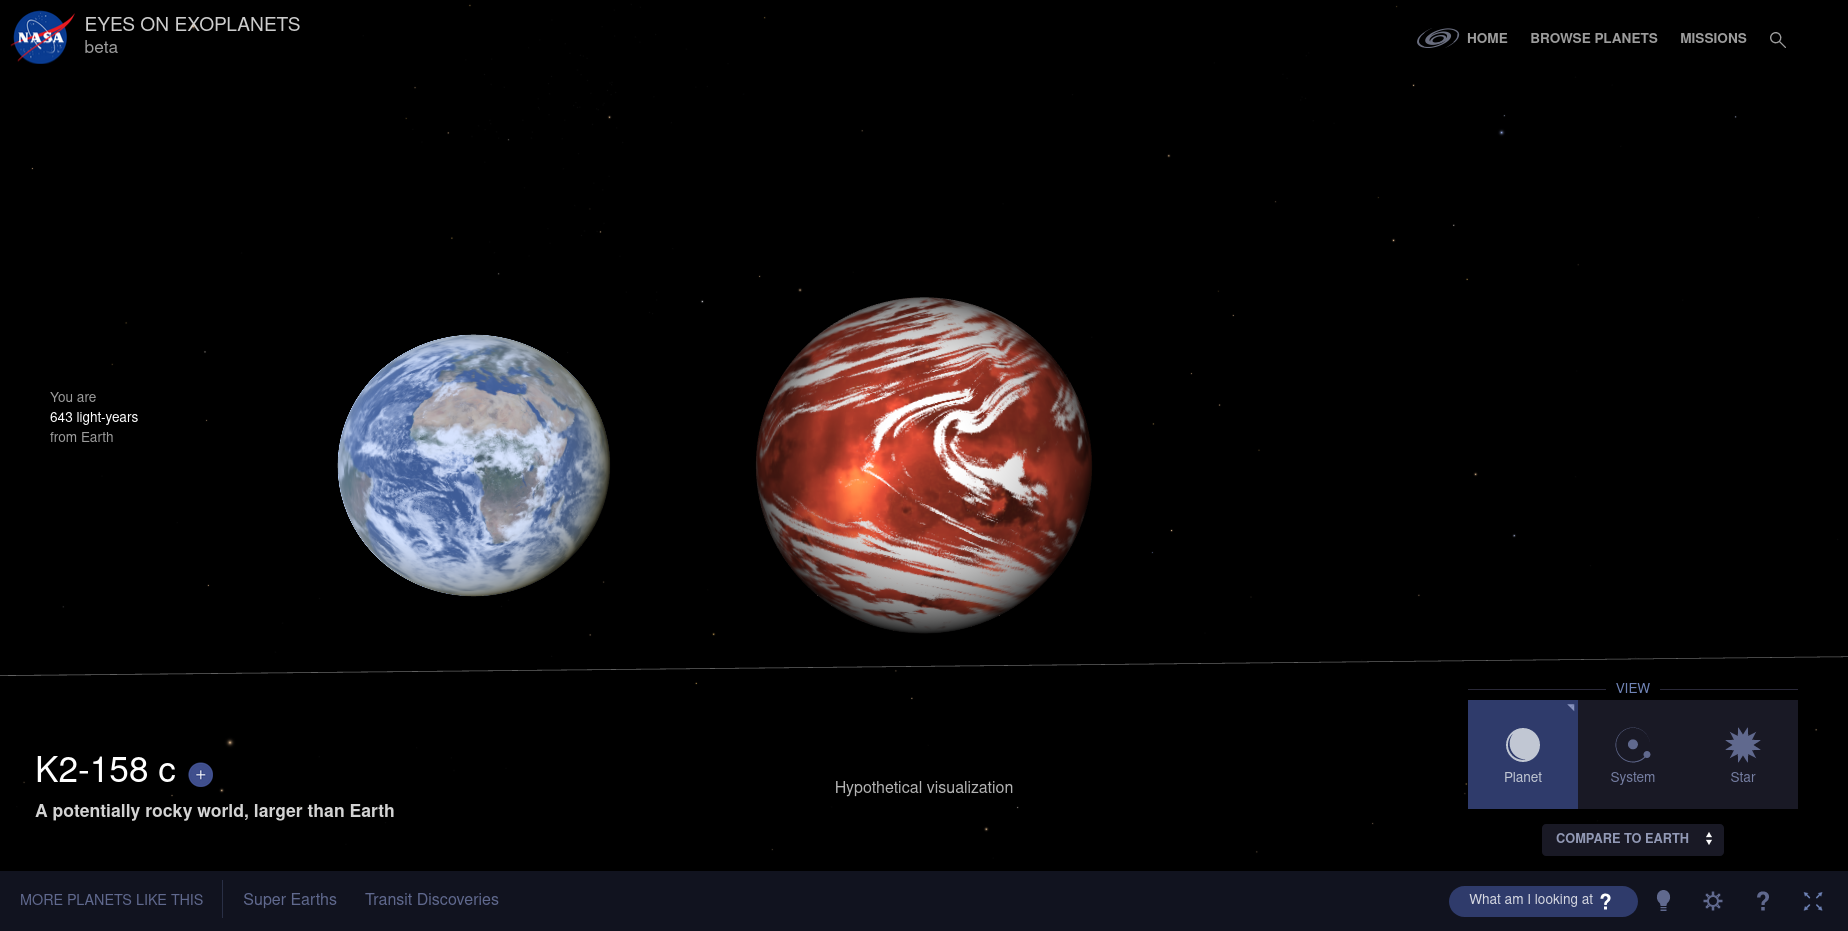 NASA
EYES ON EXOPLANETS
beta
HOME
BROWSE PLANETS
MISSIONS
You are
643 light-years
from Earth
VIEW
Planet
System
Star
K2-158 c
+
A potentially rocky world, larger than Earth
Hypothetical visualization
COMPARE TO EARTH
MORE PLANETS LIKE THIS
Super Earths
Transit Discoveries
What am I looking at ?
?